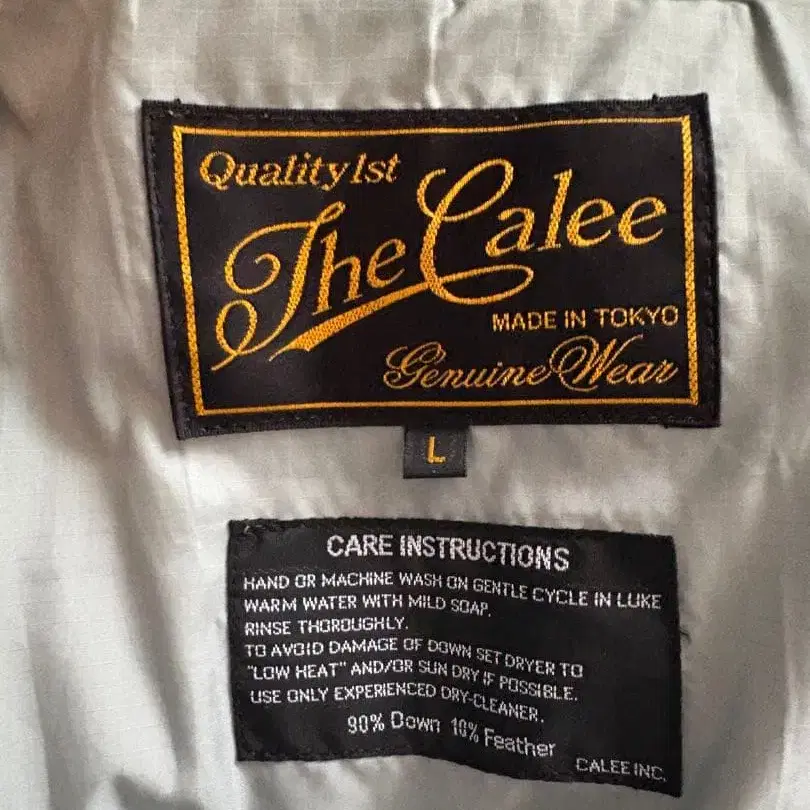 Quality 1st
The Calee
MADE IN TOKYO
Genuine Wear
L
CARE INSTRUCTIONS
HAND OR MACHINE WASH ON GENTLE CYCLE IN LUKE
WARM WATER WITH MILD SOAP.
RINSE THOROUGHLY.
TO AVOID DAMAGE OF DOWN SET DRYER TO
"LOW HEAT" AND/OR SUN DRY IF POSSIBLE.
USE ONLY EXPERIENCED DRY-CLEANER.
90% Down 10% Feather
CALEE INC.